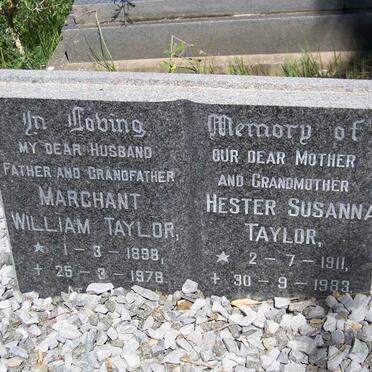 In Loving
MY DEAR HUSBAND
FATHER AND GRANDFATHER
MARCHANT
WILLIAM TAYLOR,
★ 1-3-1898,
+ 25-3-1978
Memory of
OUR DEAR MOTHER
AND GRANDMOTHER
HESTER SUSANNA
TAYLOR,
★ 2-7-1911,
+ 30-9-1983.